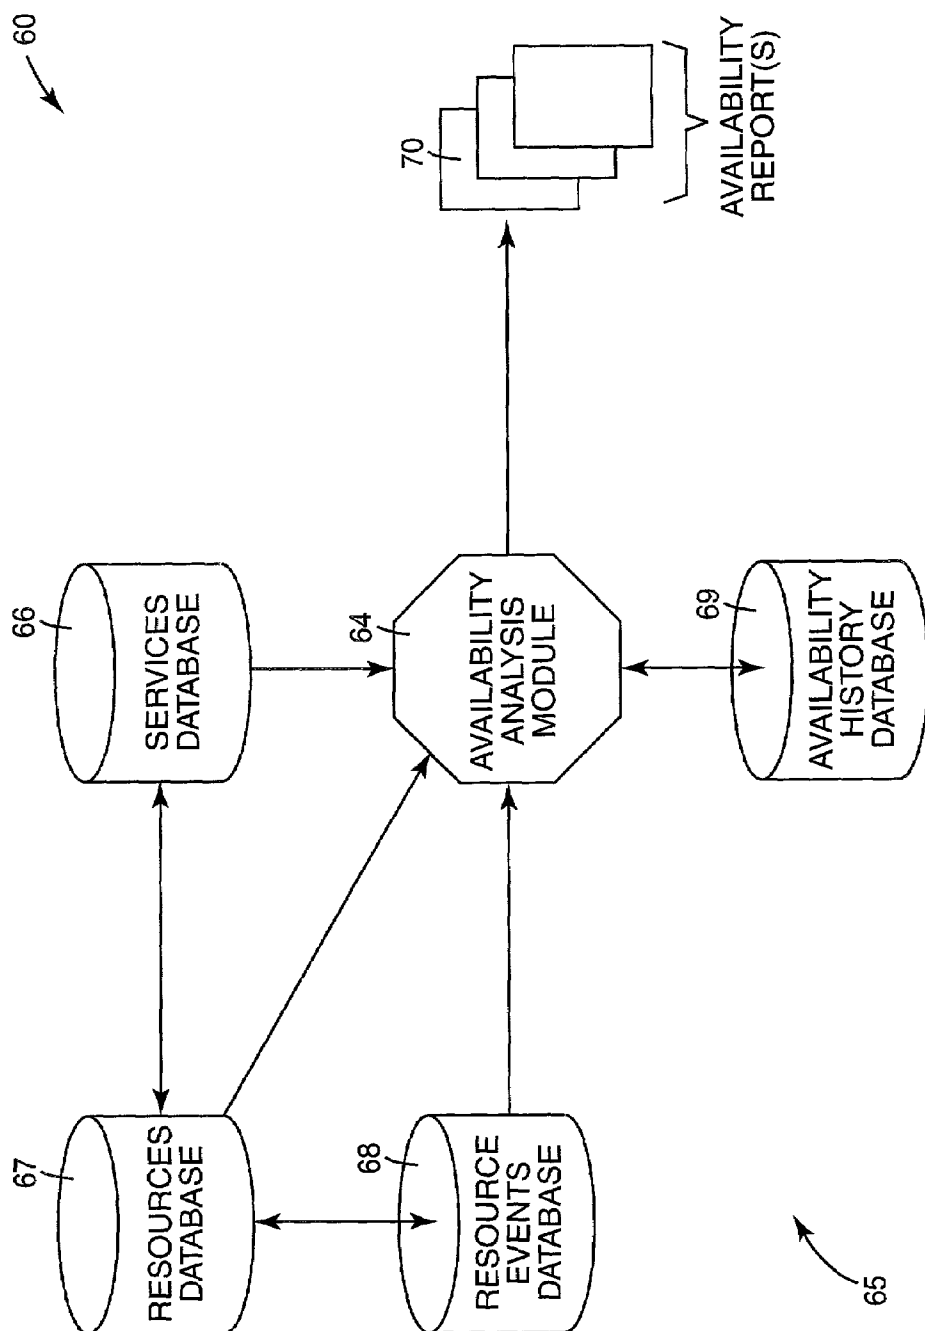 60
67
RESOURCES
DATABASE
66
SERVICES
DATABASE
68
RESOURCE
EVENTS
DATABASE
64
AVAILABILITY
ANALYSIS
MODULE
70
AVAILABILITY
REPORT(S)
69
AVAILABILITY
HISTORY
DATABASE
65